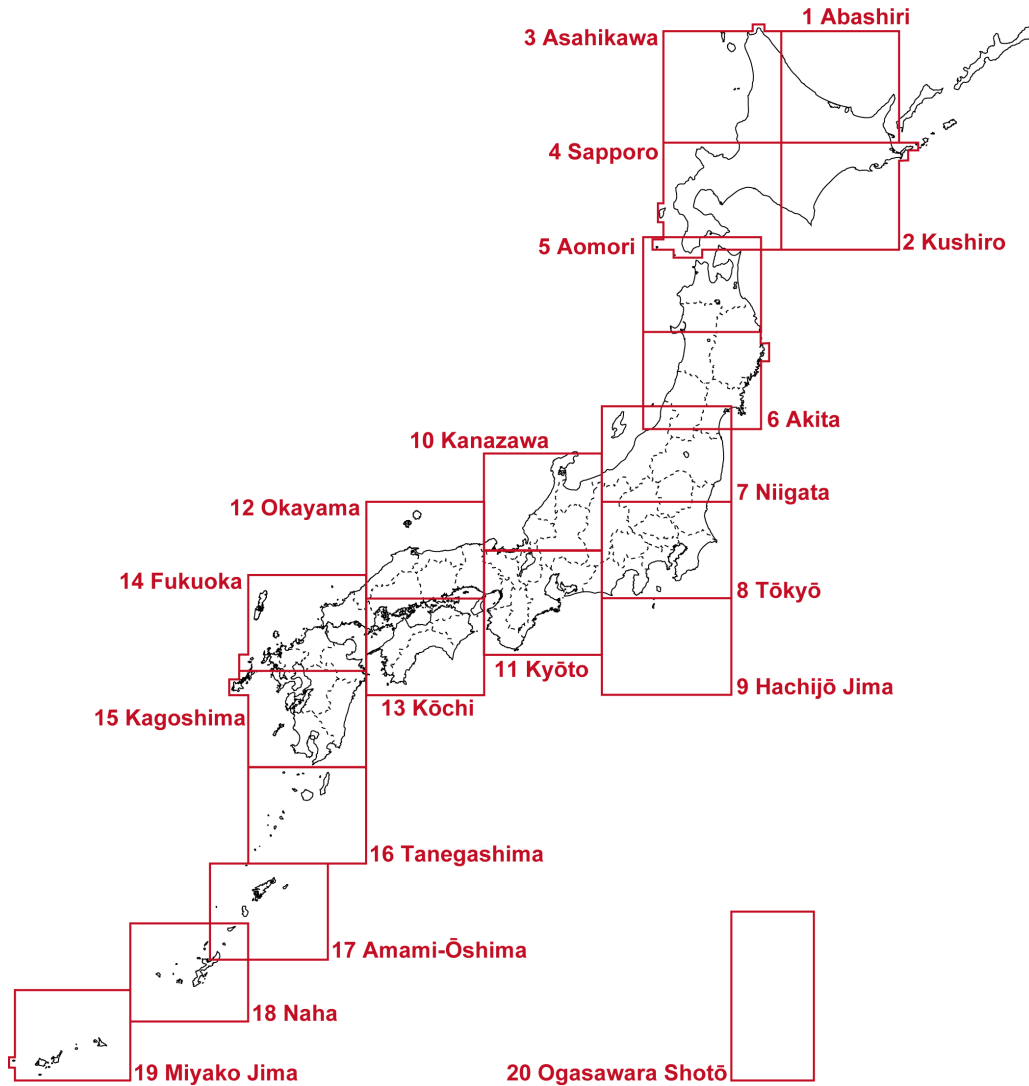 1 Abashiri
3 Asahikawa
4 Sapporo
2 Kushiro
5 Aomori
6 Akita
10 Kanazawa
7 Niigata
12 Okayama
14 Fukuoka
8 Tōkyō
11 Kyōto
9 Hachijō Jima
13 Kōchi
15 Kagoshima
16 Tanegashima
17 Amami-Ōshima
18 Naha
19 Miyako Jima
20 Ogasawara Shotō